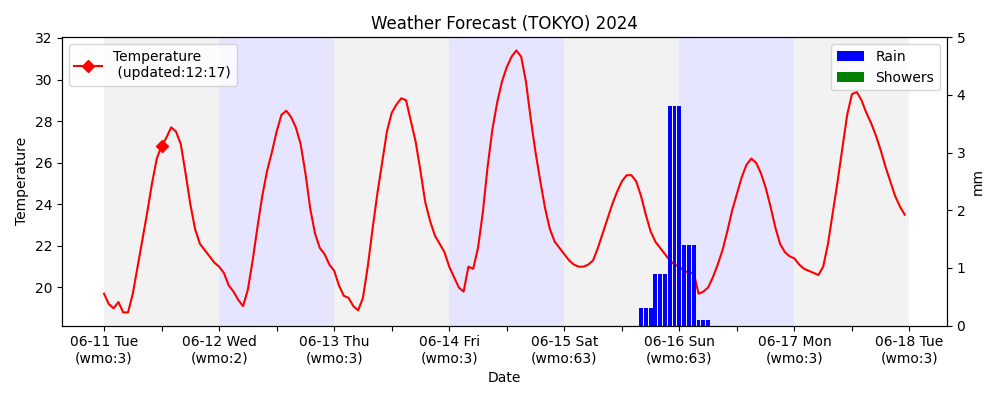 Weather Forecast (TOKYO) 2024
Temperature
(updated:12:17)
Rain
Showers
32
30
28
26
24
22
20
Temperature
5
4
3
2
1
0
mm
06-11 Tue
(wmo:3)
06-12 Wed
(wmo:2)
06-13 Thu
(wmo:3)
06-14 Fri
(wmo:3)
06-15 Sat
(wmo:63)
06-16 Sun
(wmo:63)
06-17 Mon
(wmo:3)
06-18 Tue
(wmo:3)
Date